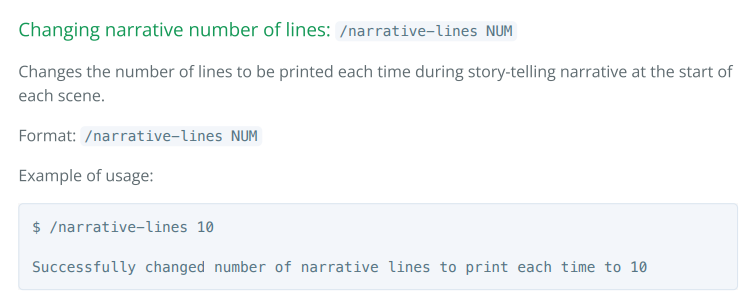 Changing narrative number of lines: /narrative-lines NUM
Changes the number of lines to be printed each time during story-telling narrative at the start of
each scene.
Format: /narrative-lines NUM
Example of usage:
$ /narrative-lines 10
Successfully changed number of narrative lines to print each time to 10